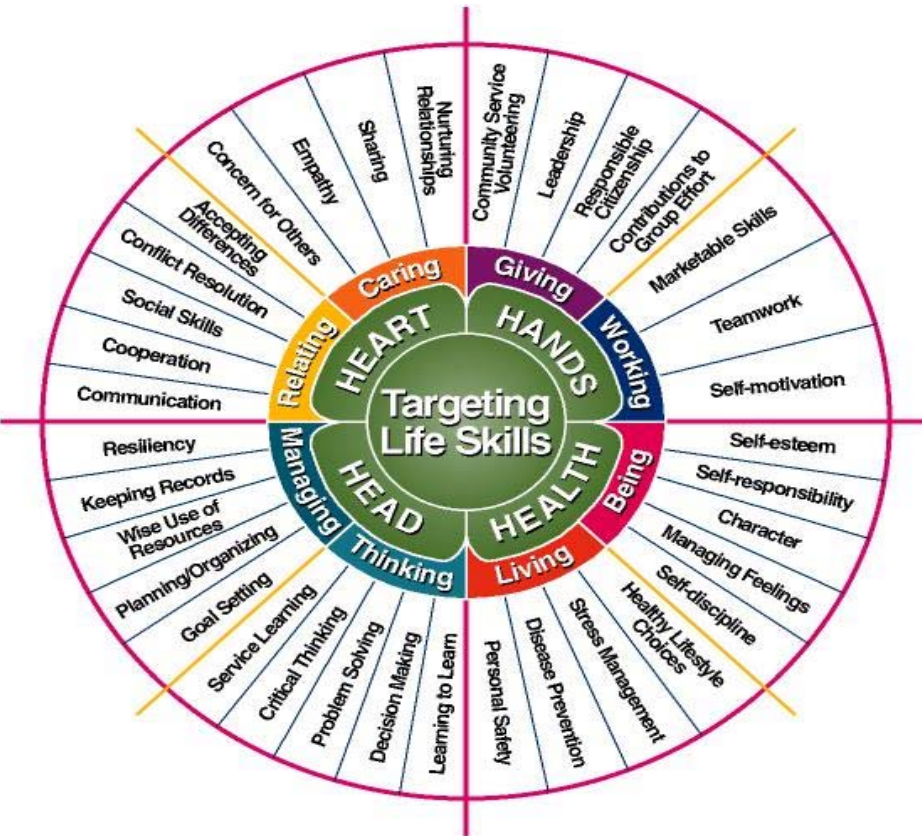 Targeting
Life Skills
HEART
HANDS
HEALTH
HEAD
Caring
Giving
Working
Being
Living
Thinking
Managing
Relating
Nurturing
Relationships
Sharing
Empathy
Concern for Others
Accepting
Differences
Conflict Resolution
Social Skills
Cooperation
Communication
Community Service
Volunteering
Leadership
Responsible
Citizenship
Contributions to
Group Effort
Marketable Skills
Teamwork
Self-motivation
Self-esteem
Self-responsibility
Character
Managing Feelings
Self-discipline
Healthy Lifestyle
Choices
Stress Management
Disease Prevention
Personal Safety
Learning to Learn
Decision Making
Problem Solving
Critical Thinking
Service Learning
Goal Setting
Planning/Organizing
Wise Use of
Resources
Keeping Records
Resiliency